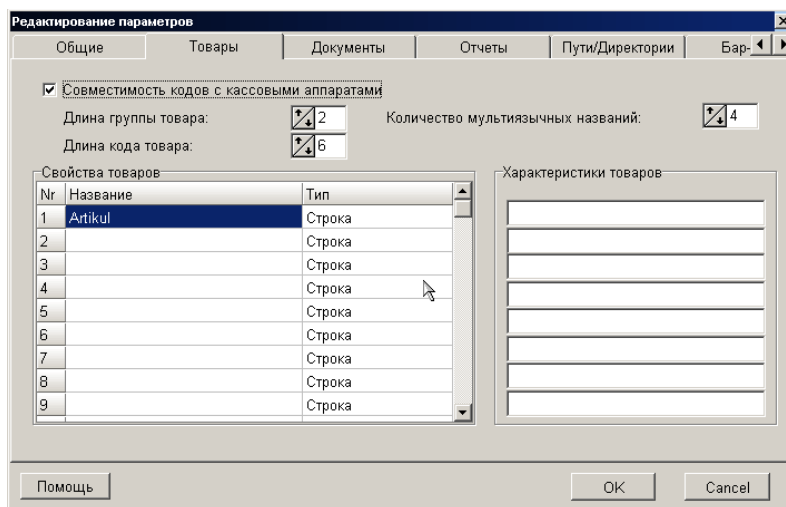 Редактирование параметров
Общие Товары Документы Отчеты Пути/Директории Бар-
Совместимость кодов с кассовыми аппаратами
Длина группы товара: 2 Количество мультиязычных названий: 4
Длина кода товара: 6
Свойства товаров Характеристики товаров
Nr Название Тип
1 Artikul Строка
2 Строка
3 Строка
4 Строка
5 Строка
6 Строка
7 Строка
8 Строка
9 Строка
Помощь OK Cancel